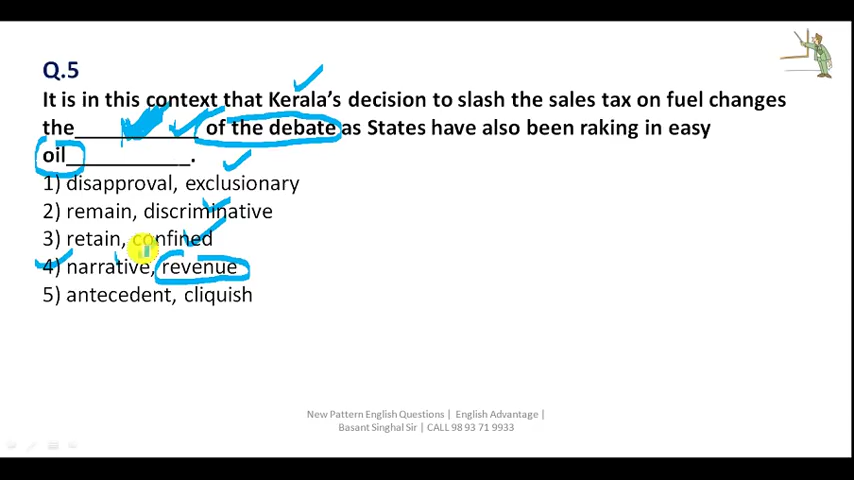 Q.5
It is in this context that Kerala's decision to slash the sales tax on fuel changes
the__________ of the debate as States have also been raking in easy
oil__________.
1) disapproval, exclusionary
2) remain, discriminative
3) retain, confined
4) narrative, revenue
5) antecedent, cliquish
New Pattern English Questions | English Advantage |
Basant Singhal Sir | CALL 98 93 71 9933